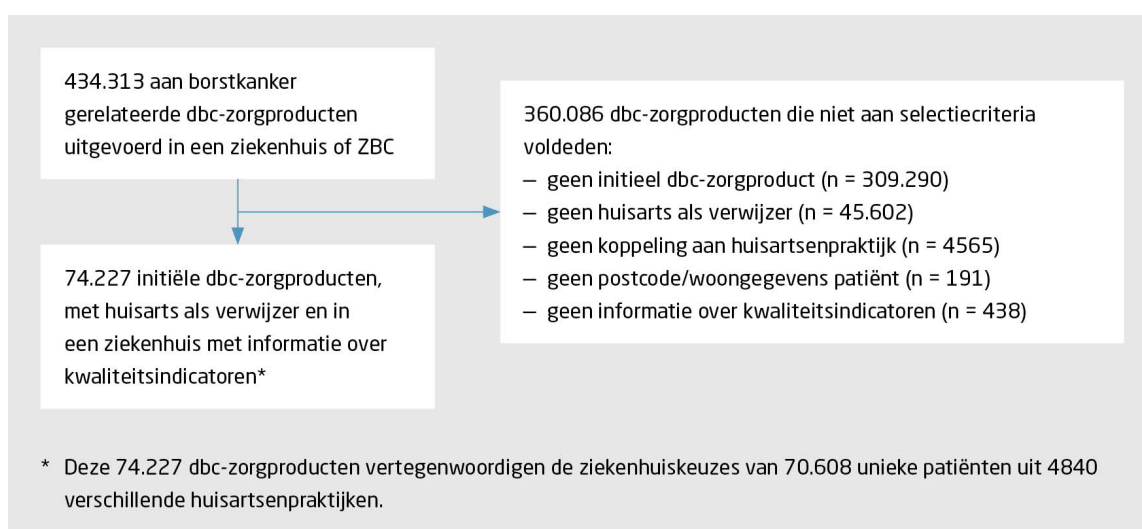 434.313 aan borstkanker
gerelateerde dbc-zorgproducten
uitgevoerd in een ziekenhuis of ZBC
360.086 dbc-zorgproducten die niet aan selectiecriteria
voldeden:
– geen initieel dbc-zorgproduct (n = 309.290)
– geen huisarts als verwijzer (n = 45.602)
– geen koppeling aan huisartsenpraktijk (n = 4565)
– geen postcode/woongegevens patiënt (n = 191)
– geen informatie over kwaliteitsindicatoren (n = 438)
74.227 initiële dbc-zorgproducten,
met huisarts als verwijzer en in
een ziekenhuis met informatie over
kwaliteitsindicatoren*
* Deze 74.227 dbc-zorgproducten vertegenwoordigen de ziekenhuiskeuzes van 70.608 unieke patiënten uit 4840
verschillende huisartsenpraktijken.